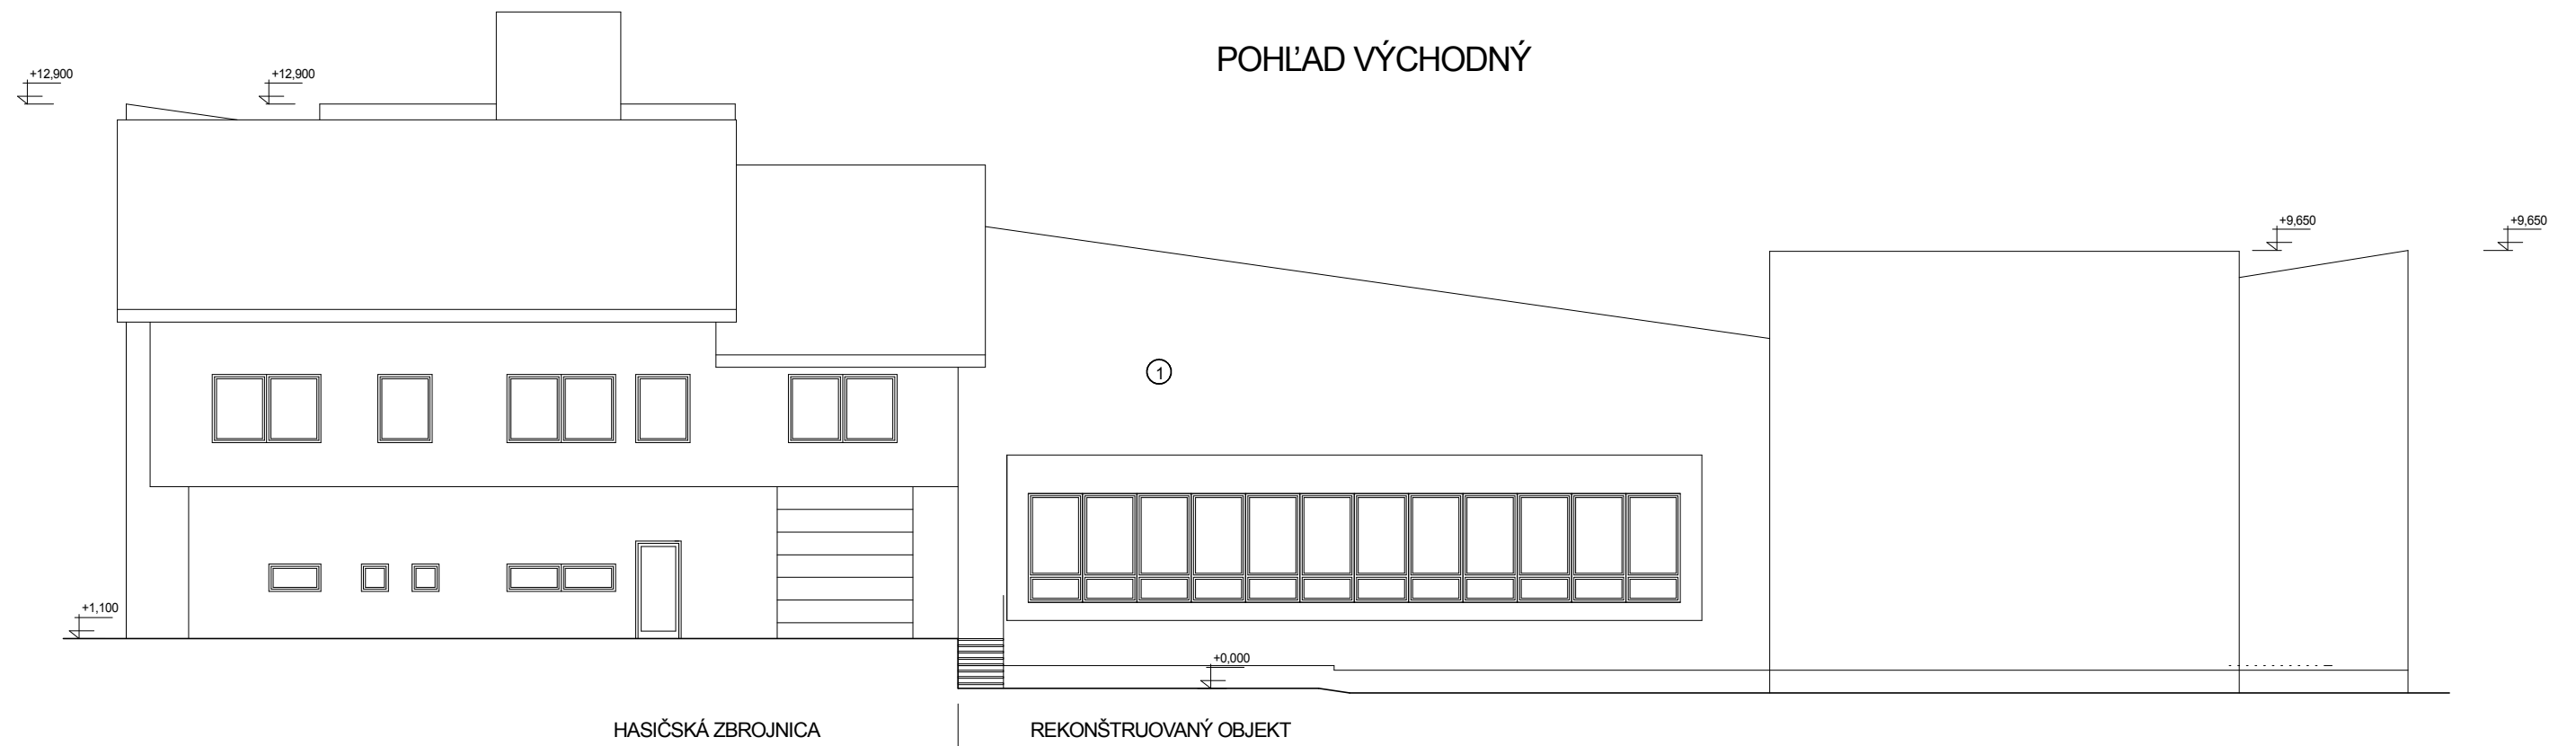 POHĽAD VÝCHODNÝ
+12,900
+12,900
+9,650
+9,650
1
+1,100
+0,000
HASIČSKÁ ZBROJNICA
REKONŠTRUOVANÝ OBJEKT